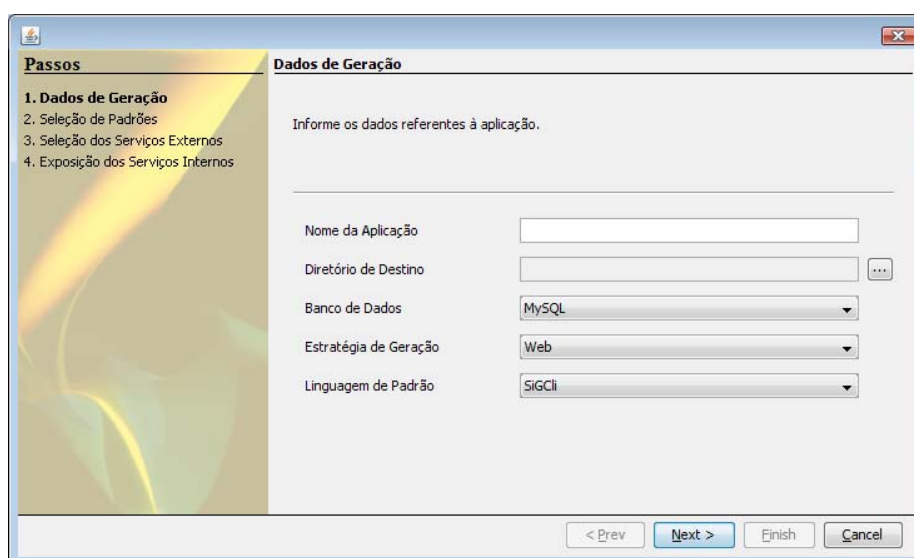 Passos
1. Dados de Geração
2. Seleção de Padrões
3. Seleção dos Serviços Externos
4. Exposição dos Serviços Internos
Dados de Geração
Informe os dados referentes à aplicação.
Nome da Aplicação
Diretório de Destino
...
Banco de Dados
MySQL
Estratégia de Geração
Web
Linguagem de Padrão
SiGCli
< Prev
Next >
Finish
Cancel